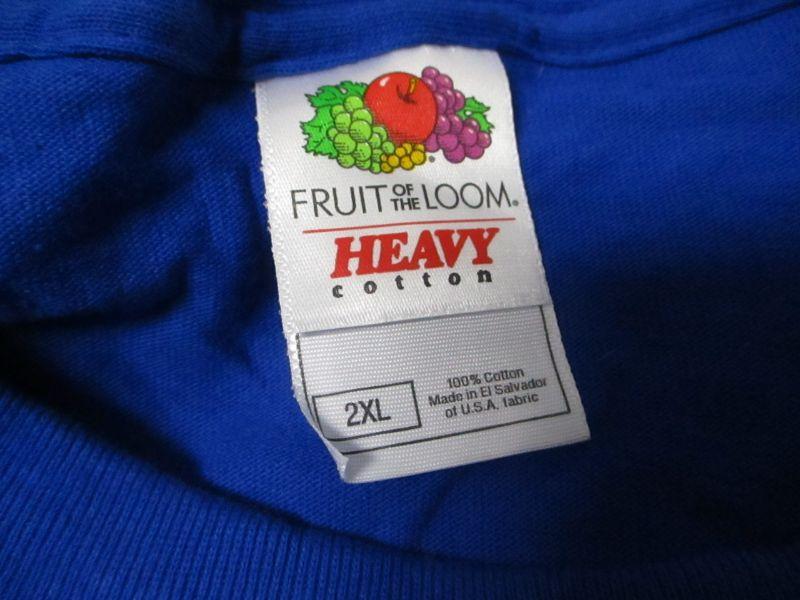 FRUIT OF THE LOOM.
HEAVY
cotton
2XL
100% Cotton
Made in El Salvador
of U.S.A. fabric